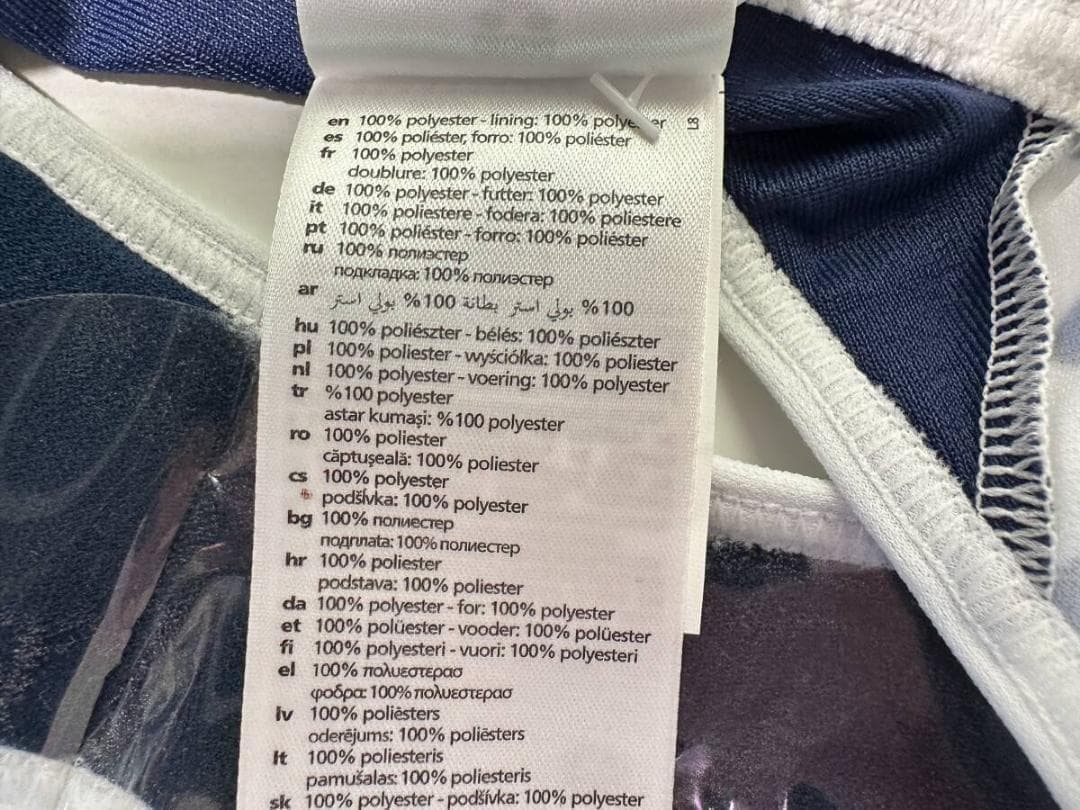 en 100% polyester - lining: 100%
L8
es 100% poliéster, forro: 100% poliéster
fr 100% polyester
doublure: 100% polyester
de 100% polyester - futter: 100% polyester
it 100% poliestere - fodera: 100% poliestere
pt 100% poliéster - forro: 100% poliéster
ru 100% полиэстер
подкладка: 100% полиэстер
ar %100 بولي استر بطانة %100 بولي استر
hu 100% poliészter - bélés: 100% poliészter
pl 100% poliester - wyściółka: 100% poliester
nl 100% polyester - voering: 100% polyester
tr %100 polyester
astar kumaşi: %100 polyester
ro 100% poliester
căptuşeală: 100% poliester
cs 100% polyester
podšívka: 100% polyester
bg 100% полиестер
подплата: 100% полиестер
hr 100% poliester
podstava: 100% poliester
da 100% polyester - for: 100% polyester
et 100% polüester - vooder: 100% polüester
fi 100% polyesteri - vuori: 100% polyesteri
el 100% πολυεστερασ
φοδρα: 100% πολυεστερασ
lv 100% poliēsters
oderējums: 100% poliēsters
lt 100% poliesteris
pamušalas: 100% poliesteris
sk 100% polyester - podšívka: 100% polyester